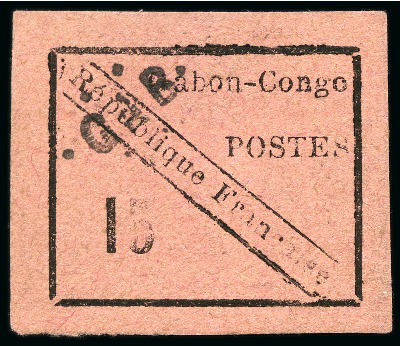 Gabon-Congo
République Française
POSTES
15